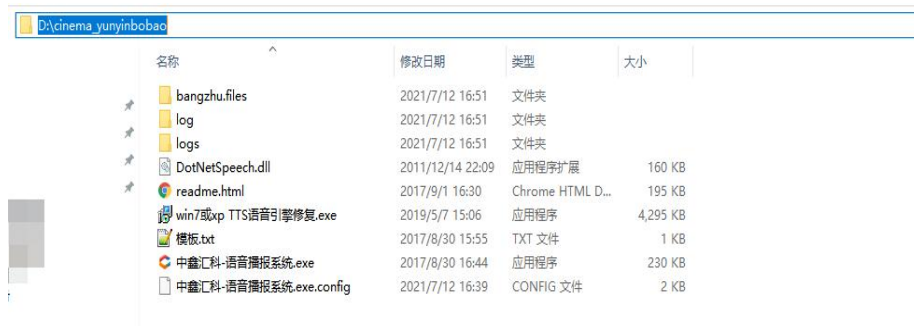 D:\cinema_yunyinbobao
名称 修改日期 类型 大小
bangzhu.files 2021/7/12 16:51 文件夹
log 2021/7/12 16:51 文件夹
logs 2021/7/12 16:51 文件夹
DotNetSpeech.dll 2011/12/14 22:09 应用程序扩展 160 KB
readme.html 2017/9/1 16:30 Chrome HTML D... 195 KB
win7或xp TTS语音引擎修复.exe 2019/5/7 15:06 应用程序 4,295 KB
模板.txt 2017/8/30 15:55 TXT 文件 1 KB
中鑫汇科-语音播报系统.exe 2017/8/30 16:44 应用程序 230 KB
中鑫汇科-语音播报系统.exe.config 2021/7/12 16:39 CONFIG 文件 2 KB